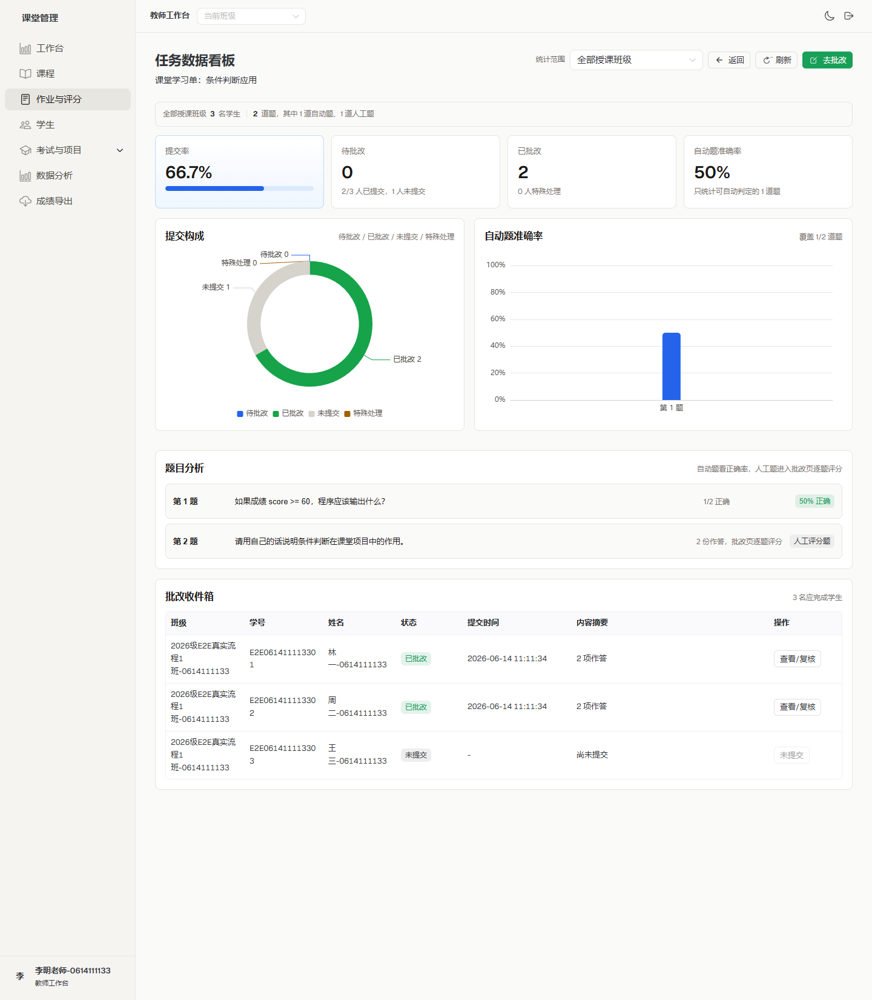 课堂管理
工作台
课程
作业与评分
学生
考试与项目
数据分析
成绩导出
李
李明老师-0614111133
教师工作台
教师工作台
当前班级
任务数据看板
课堂学习单：条件判断应用
统计范围
全部授课班级
返回
刷新
去批改
全部授课班级 3 名学生
2 道题，其中 1 道自动题、1 道人工题
提交率
66.7%
待批改
0
2/3 人已提交，1 人未提交
已批改
2
0 人特殊处理
自动题准确率
50%
只统计可自动判定的 1 道题
提交构成
待批改 / 已批改 / 未提交 / 特殊处理
待批改 0
特殊处理 0
未提交 1
已批改 2
待批改 已批改 未提交 特殊处理
自动题准确率
覆盖 1/2 道题
100%
80%
60%
40%
20%
0%
第 1 题
题目分析
自动题看正确率，人工题进入批改页逐题评分
第 1 题 如果成绩 score >= 60，程序应该输出什么？ 1/2 正确 50% 正确
第 2 题 请用自己的话说明条件判断在课堂项目中的作用。 2 份作答，批改页逐题评分 人工评分题
批改收件箱
3 名应完成学生
班级 学号 姓名 状态 提交时间 内容摘要 操作
2026级E2E真实流
程1
班-0614111133
E2E06141111330
1
林
一-0614111133
已批改
2026-06-14 11:11:34
2 项作答
查看/复核
2026级E2E真实流
程1
班-0614111133
E2E06141111330
2
周
二-0614111133
已批改
2026-06-14 11:11:34
2 项作答
查看/复核
2026级E2E真实流
程1
班-0614111133
E2E06141111330
3
王
三-0614111133
未提交
-
尚未提交
未提交